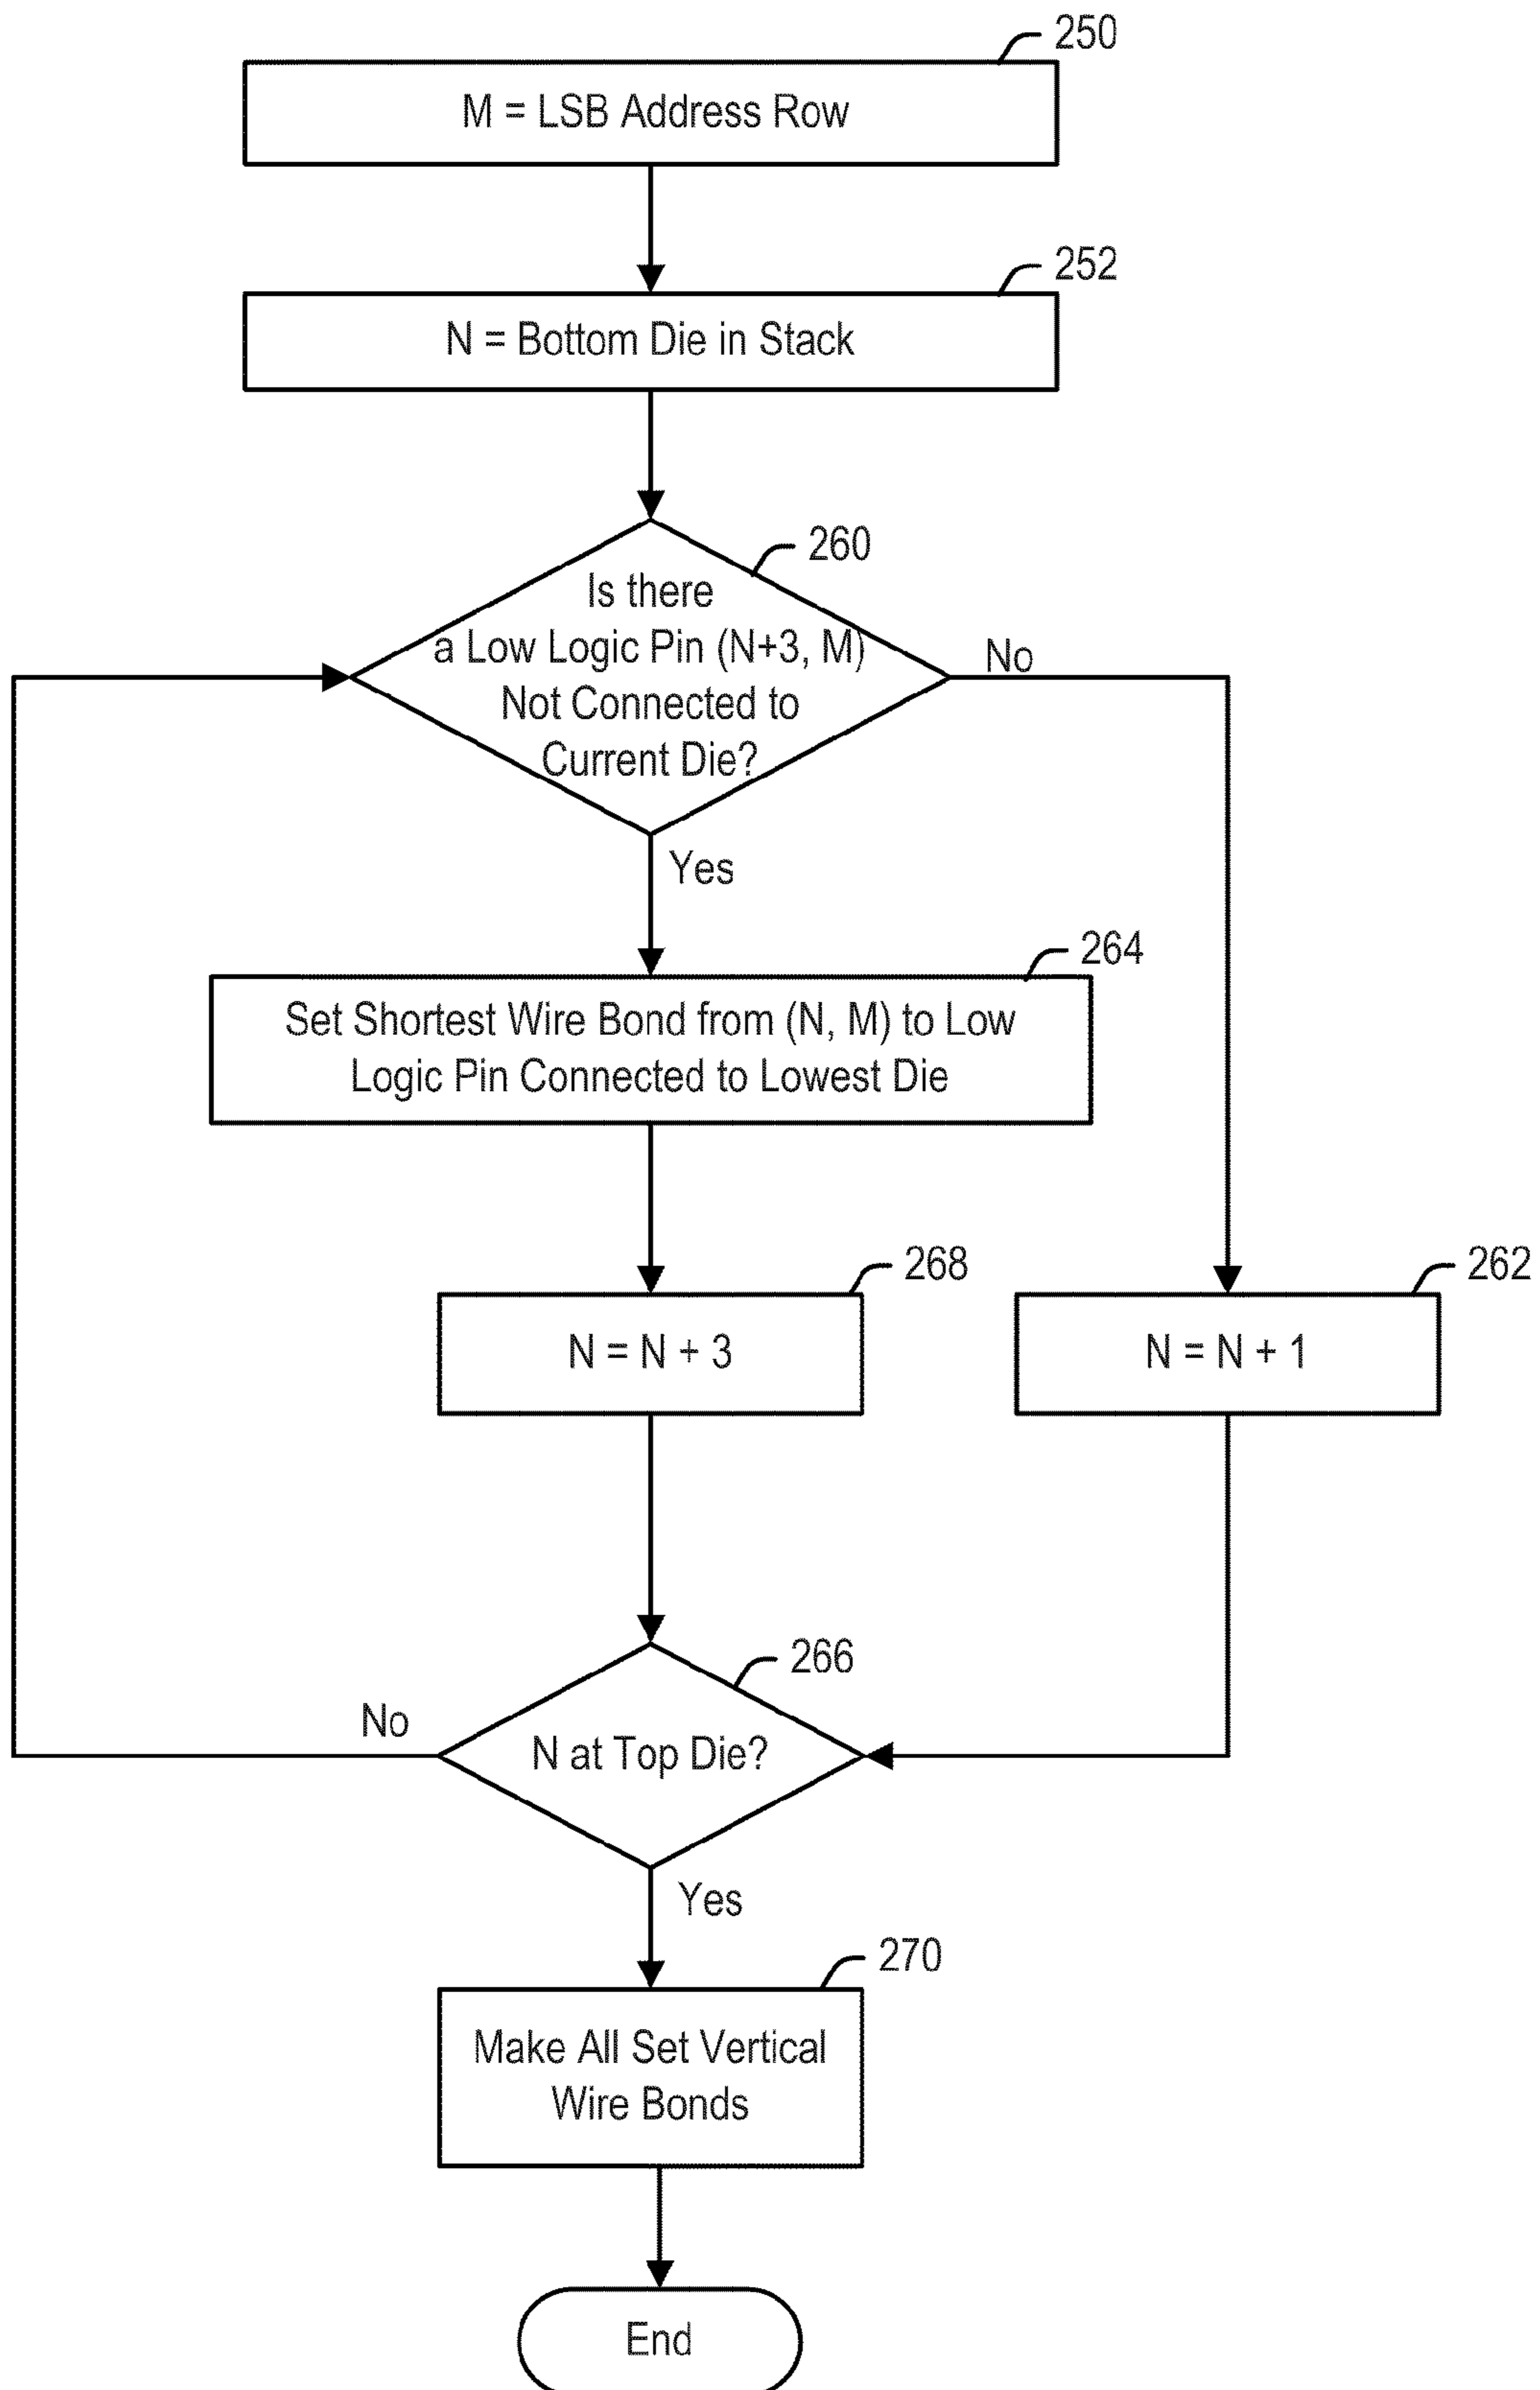 250
M = LSB Address Row
252
N = Bottom Die in Stack
260
Is there
a Low Logic Pin (N+3, M)
Not Connected to
Current Die?
No
Yes
264
Set Shortest Wire Bond from (N, M) to Low
Logic Pin Connected to Lowest Die
268
N = N + 3
262
N = N + 1
266
N at Top Die?
No
Yes
270
Make All Set Vertical
Wire Bonds
End